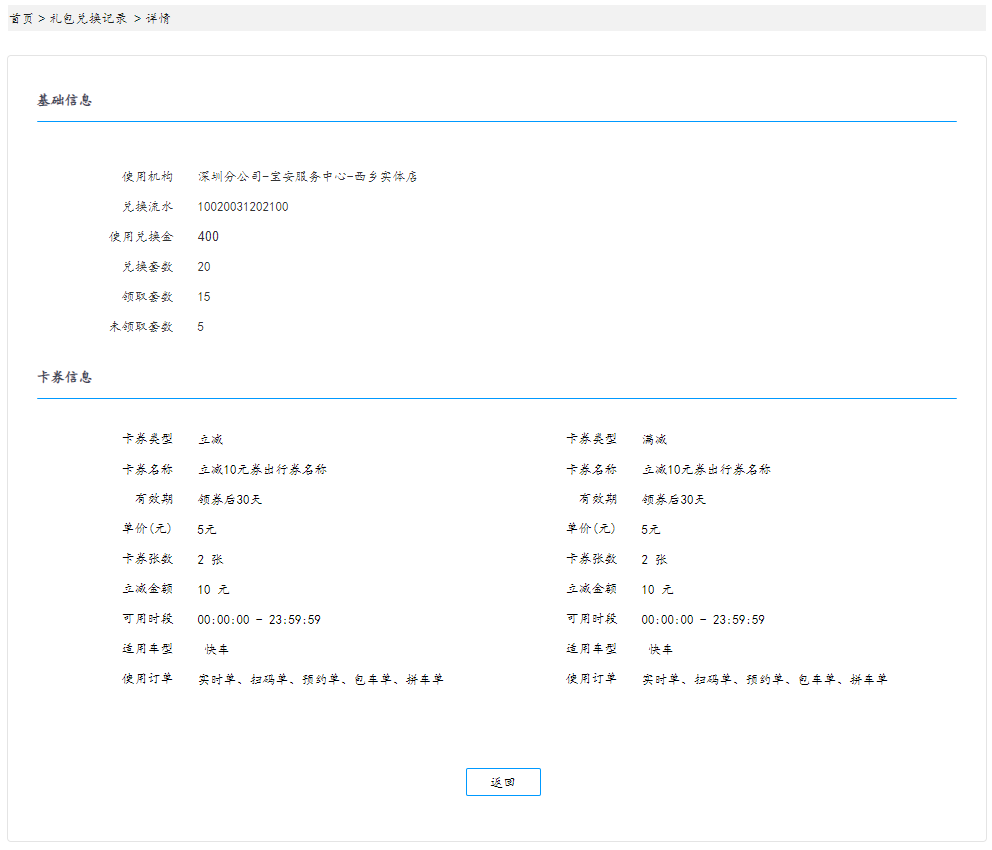 首页 > 礼包兑换记录 > 详情
基础信息
使用机构 深圳分公司-宝安服务中心-西乡实体店
兑换流水 10020031202100
使用兑换金 400
兑换套数 20
领取套数 15
未领取套数 5
卡券信息
卡券类型 立减 卡券类型 满减
卡券名称 立减10元券出行券名称 卡券名称 立减10元券出行券名称
有效期 领券后30天 有效期 领券后30天
单价(元) 5元 单价(元) 5元
卡券张数 2 张 卡券张数 2 张
立减金额 10 元 立减金额 10 元
可用时段 00:00:00 - 23:59:59 可用时段 00:00:00 - 23:59:59
适用车型 快车 适用车型 快车
使用订单 实时单、扫码单、预约单、包车单、拼车单 使用订单 实时单、扫码单、预约单、包车单、拼车单
返回